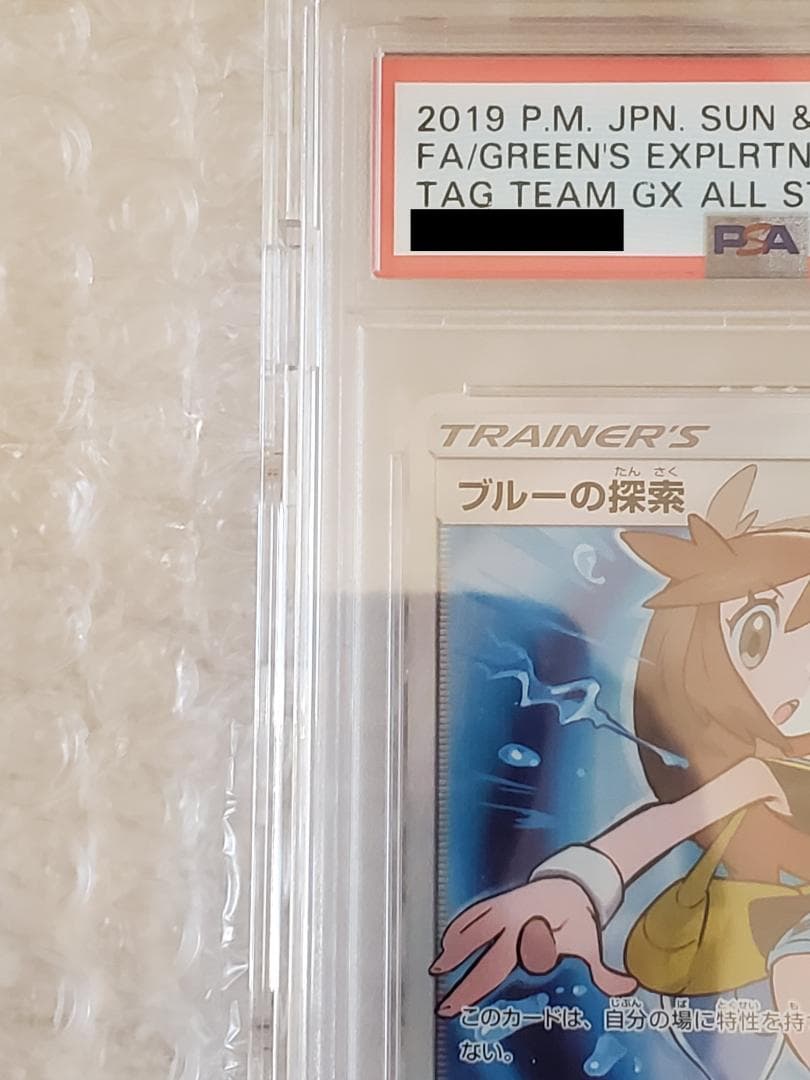 2019 P.M. JPN. SUN &
FA/GREEN'S EXPLRTN
TAG TEAM GX ALL ST
PSA
TRAINER'S
たん さく
ブルーの探索
じぶん ば とくせい も
このカードは、自分の場に特性を持
ない。